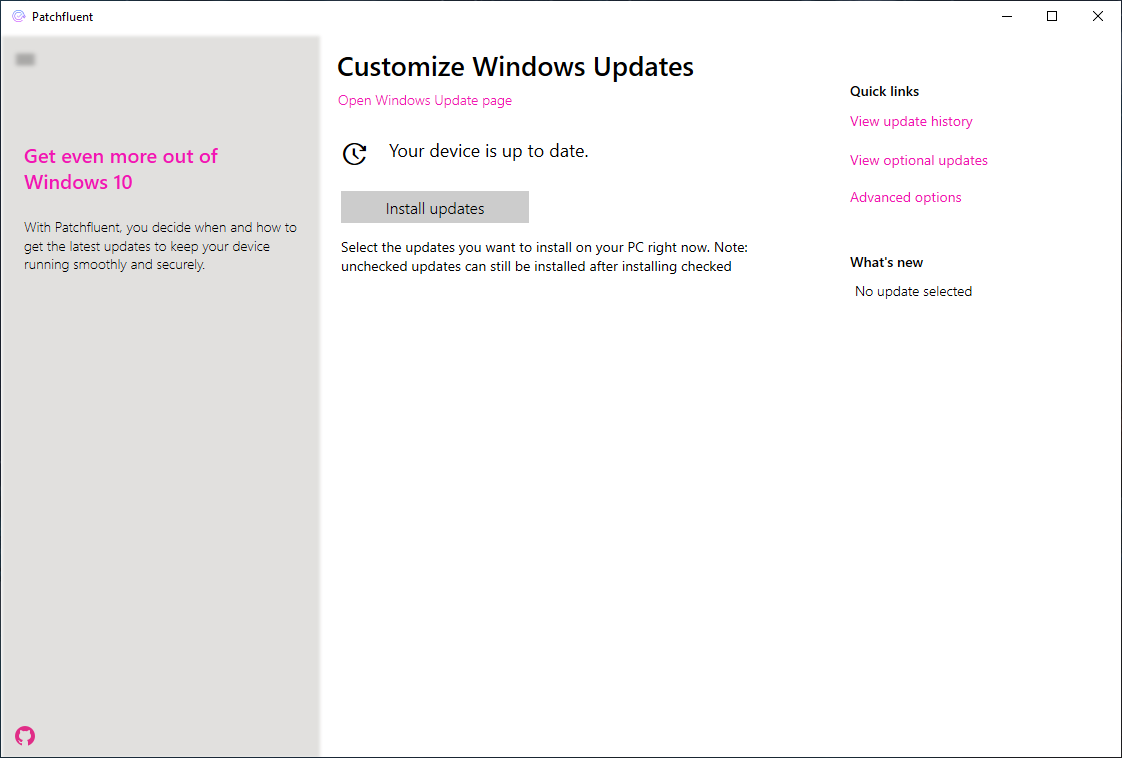 Patchfluent
Get even more out of
Windows 10
With Patchfluent, you decide when and how to
get the latest updates to keep your device
running smoothly and securely.
Customize Windows Updates
Open Windows Update page
Your device is up to date.
Install updates
Select the updates you want to install on your PC right now. Note:
unchecked updates can still be installed after installing checked
Quick links
View update history
View optional updates
Advanced options
What's new
No update selected